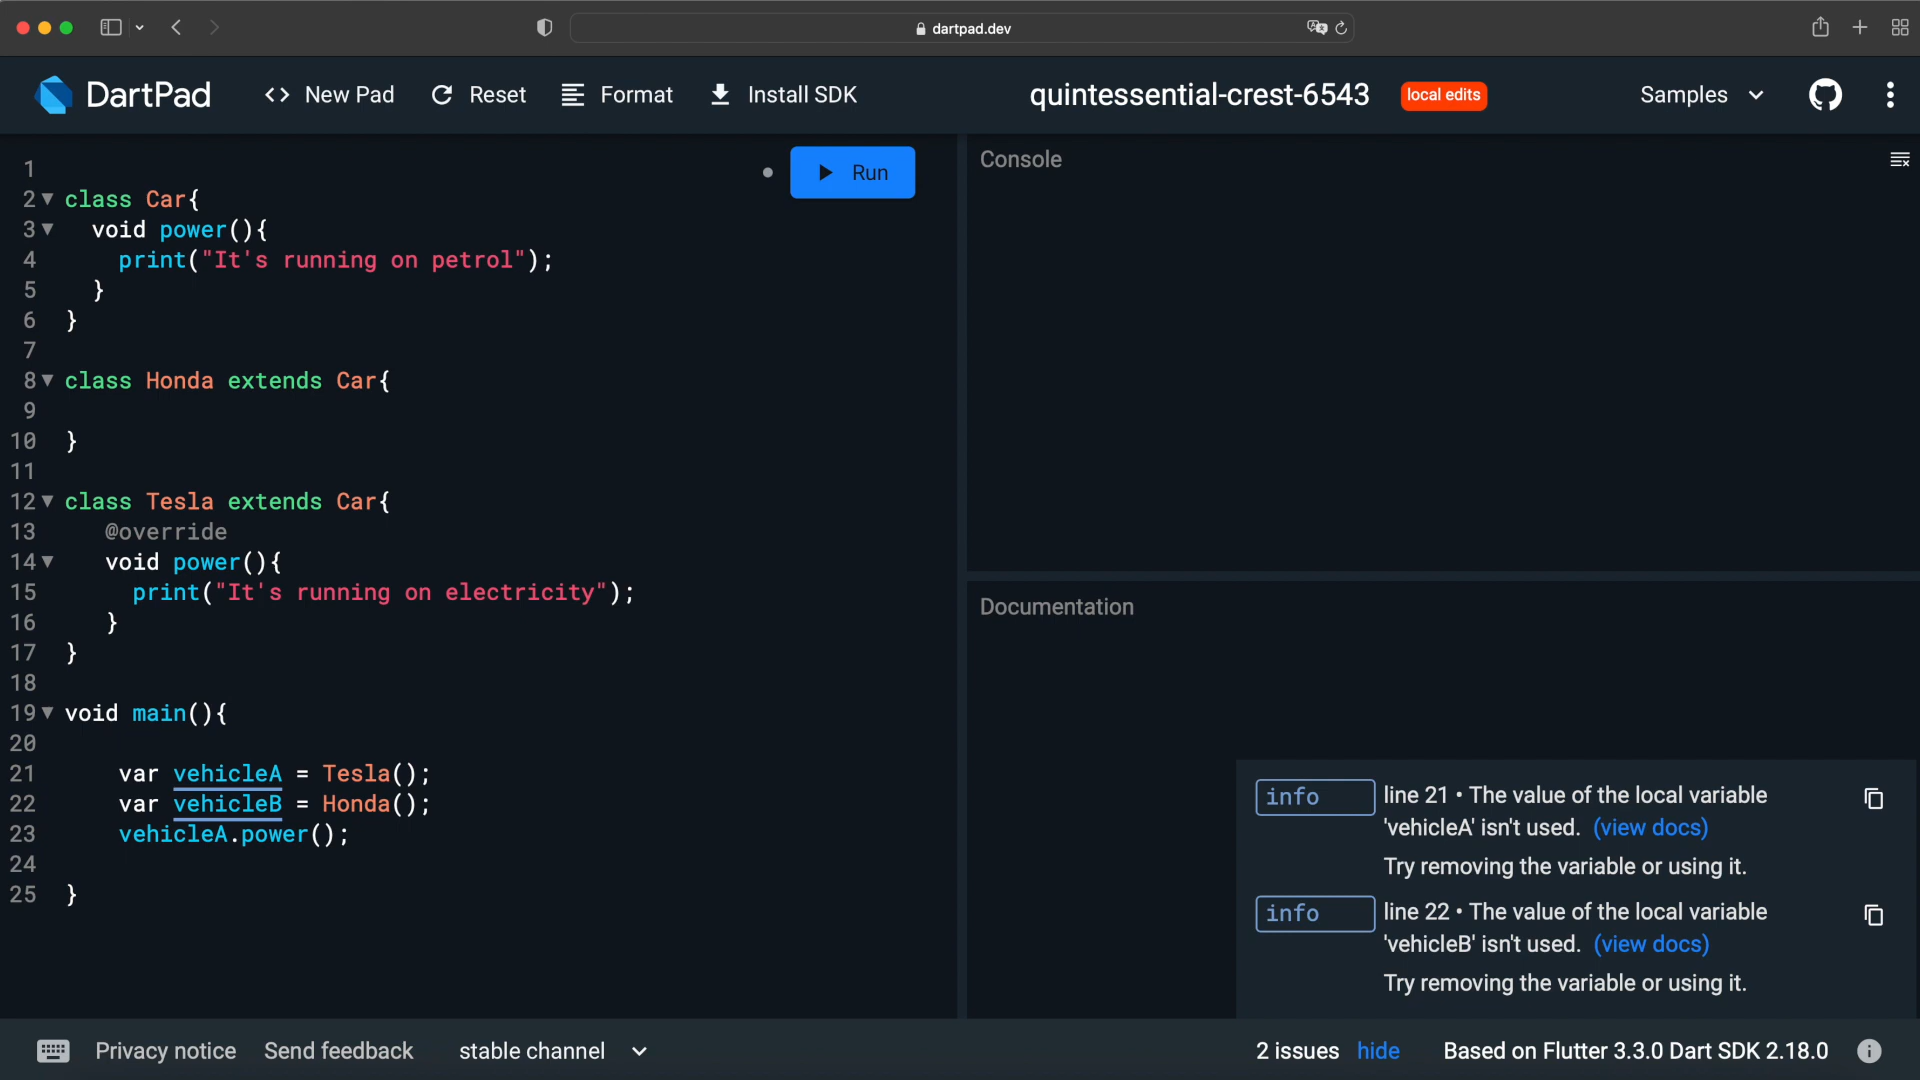 dartpad.dev
DartPad
New Pad
Reset
Format
Install SDK
quintessential-crest-6543
local edits
Samples
Run
1
2 class Car{
3 void power(){
4 print("It's running on petrol");
5 }
6 }
7
8 class Honda extends Car{
9
10 }
11
12 class Tesla extends Car{
13 @override
14 void power(){
15 print("It's running on electricity");
16 }
17 }
18
19 void main(){
20
21 var vehicleA = Tesla();
22 var vehicleB = Honda();
23 vehicleA.power();
24
25 }
Console
Documentation
info
line 21 • The value of the local variable
'vehicleA' isn't used. (view docs)
Try removing the variable or using it.
info
line 22 • The value of the local variable
'vehicleB' isn't used. (view docs)
Try removing the variable or using it.
Privacy notice
Send feedback
stable channel
2 issues
hide
Based on Flutter 3.3.0 Dart SDK 2.18.0